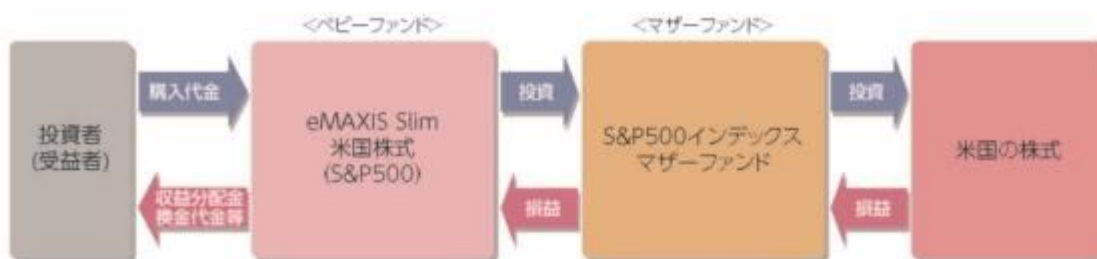 <ベビーファンド>
<マザーファンド>
投資者
(受益者)
購入代金
収益分配金
換金代金等
eMAXIS Slim
米国株式
(S&P500)
投資
損益
S&P500インデックス
マザーファンド
投資
損益
米国の株式